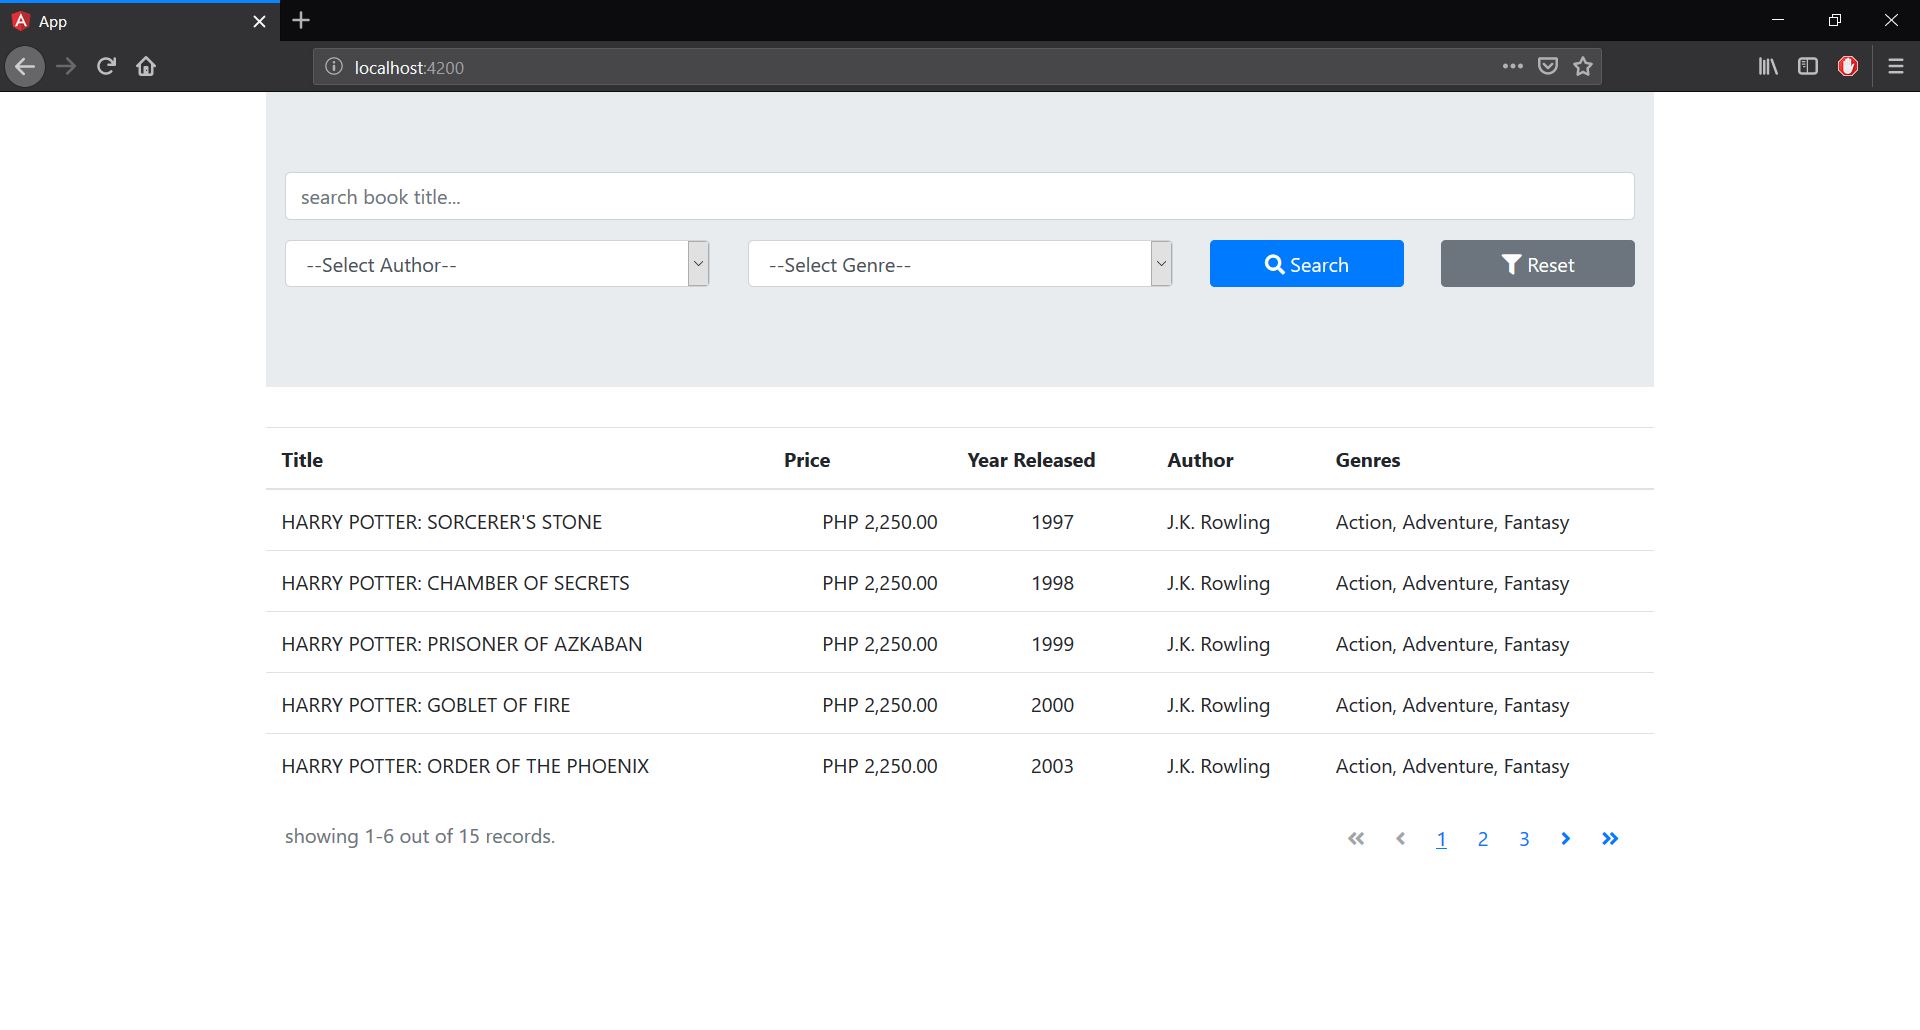 App
localhost:4200
search book title...
--Select Author-- --Select Genre-- Search Reset
Title Price Year Released Author Genres
HARRY POTTER: SORCERER'S STONE PHP 2,250.00 1997 J.K. Rowling Action, Adventure, Fantasy
HARRY POTTER: CHAMBER OF SECRETS PHP 2,250.00 1998 J.K. Rowling Action, Adventure, Fantasy
HARRY POTTER: PRISONER OF AZKABAN PHP 2,250.00 1999 J.K. Rowling Action, Adventure, Fantasy
HARRY POTTER: GOBLET OF FIRE PHP 2,250.00 2000 J.K. Rowling Action, Adventure, Fantasy
HARRY POTTER: ORDER OF THE PHOENIX PHP 2,250.00 2003 J.K. Rowling Action, Adventure, Fantasy
showing 1-6 out of 15 records. « ‹ 1 2 3 › »